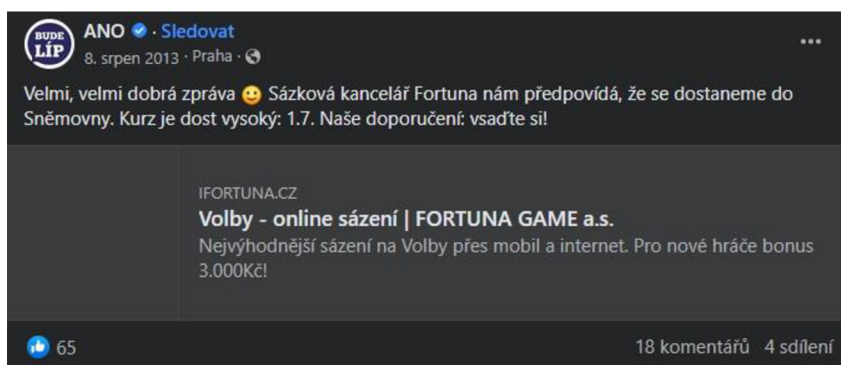 BUDE
LÍP
ANO · Sledovat
8. srpen 2013 · Praha ·
Velmi, velmi dobrá zpráva 🙂 Sázková kancelář Fortuna nám předpovídá, že se dostaneme do
Sněmovny. Kurz je dost vysoký: 1.7. Naše doporučení: vsaďte si!
IFORTUNA.CZ
Volby - online sázení | FORTUNA GAME a.s.
Nejvýhodnější sázení na Volby přes mobil a internet. Pro nové hráče bonus
3.000Kč!
65
18 komentářů 4 sdílení